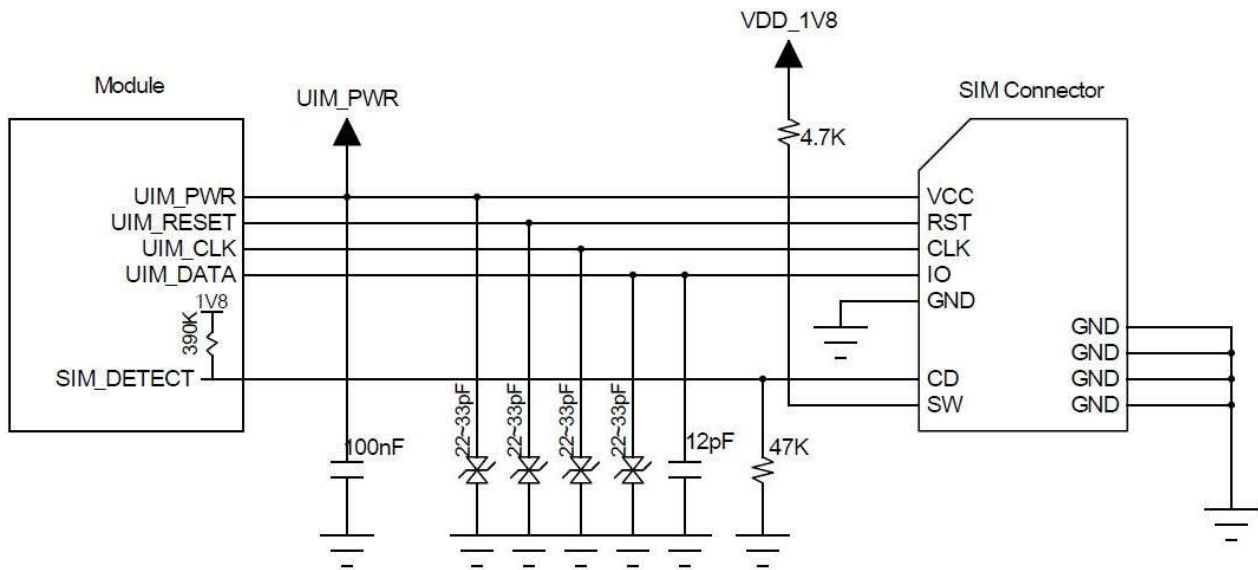 VDD_1V8
Module
UIM_PWR
SIM Connector
4.7K
UIM_PWR
VCC
UIM_RESET
RST
UIM_CLK
CLK
UIM_DATA
IO
1V8
GND
390K
GND
GND
SIM_DETECT
CD
GND
SW
GND
100nF
22~33pF
22~33pF
22~33pF
22~33pF
12pF
47K